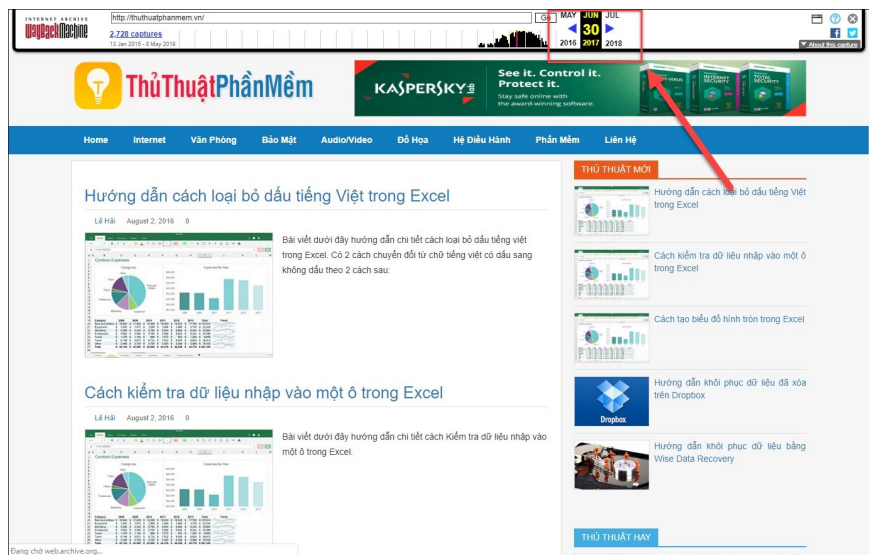 INTERNET ARCHIVE
WayBackMachine
http://thuthuatphanmem.vn/
Go
MAY JUN JUL
2,728 captures
30
13 Jan 2015 - 8 May 2019
2016 2017 2018
About this capture
ThủThuậtPhầnMềm
KASPERSKY lab
See it. Control it.
Protect it.
Stay safe online with
the award-winning software.
Home Internet Văn Phòng Bảo Mật Audio/Video Đồ Họa Hệ Điều Hành Phần Mềm Liên Hệ
Hướng dẫn cách loại bỏ dấu tiếng Việt trong Excel
Lê Hải August 2, 2016 0
Bài viết dưới đây hướng dẫn chi tiết cách loại bỏ dấu tiếng việt
trong Excel. Có 2 cách chuyển đổi từ chữ tiếng việt có dấu sang
không dấu theo 2 cách sau:
Cách kiểm tra dữ liệu nhập vào một ô trong Excel
Lê Hải August 2, 2016 0
Bài viết dưới đây hướng dẫn chi tiết cách Kiểm tra dữ liệu nhập vào
một ô trong Excel.
THỦ THUẬT MỚI
Hướng dẫn cách loại bỏ dấu tiếng Việt
trong Excel
Cách kiểm tra dữ liệu nhập vào một ô
trong Excel
Cách tạo biểu đồ hình tròn trong Excel
Hướng dẫn khôi phục dữ liệu đã xóa
trên Dropbox
Dropbox
Hướng dẫn khôi phục dữ liệu bằng
Wise Data Recovery
THỦ THUẬT HAY
Đang chờ web.archive.org...